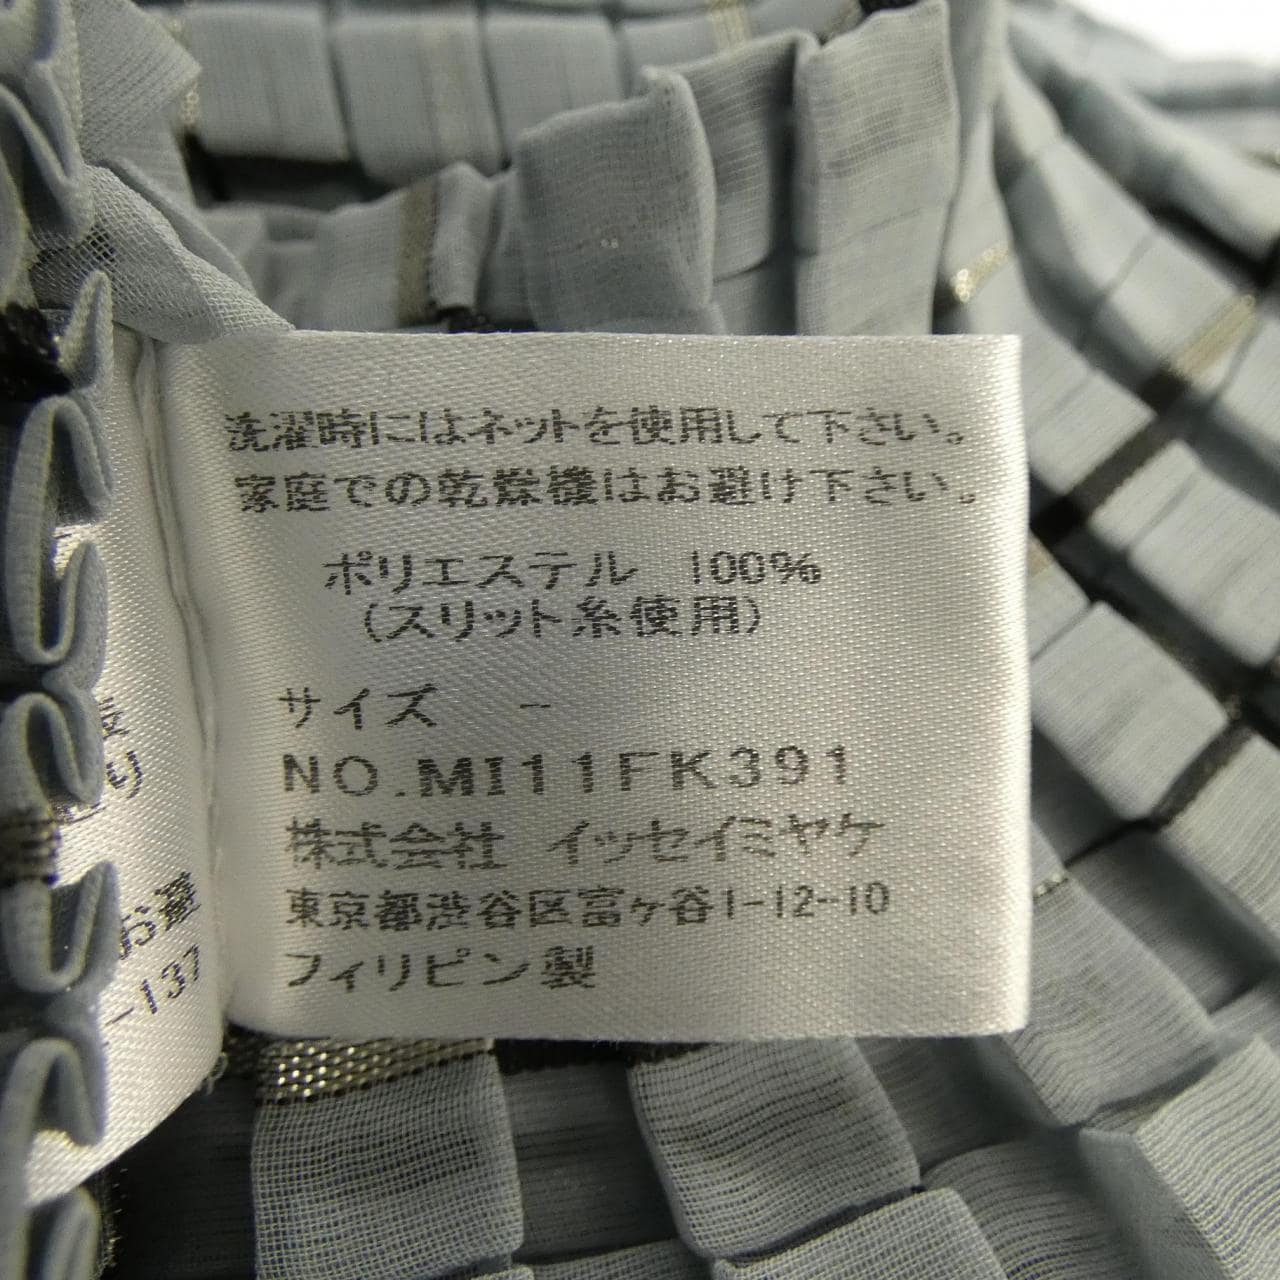 洗濯時にはネットを使用して下さい。
家庭での乾燥機はお避け下さい。
ポリエステル 100%
(スリット糸使用)
サイズ -
NO.MI11FK391
株式会社 イッセイミヤケ
東京都渋谷区富ヶ谷1-12-10
フィリピン製
-137